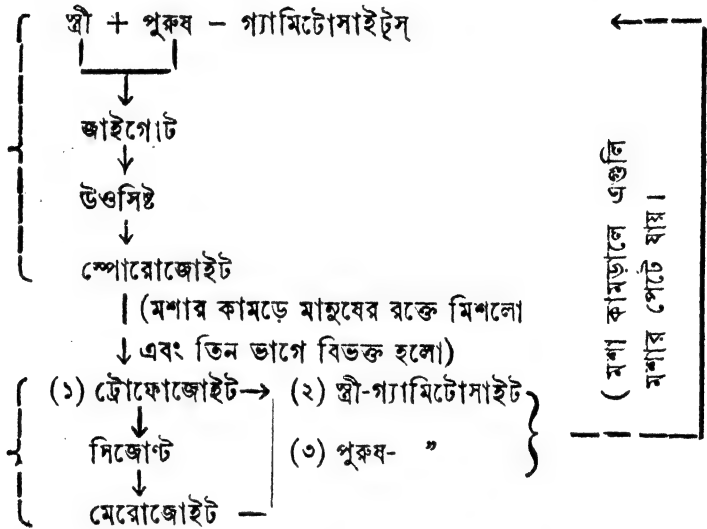 স্ত্রী + পুরুষ - গ্যামিটোসাইট্স্
জাইগোট
উওসিষ্ট
স্পোরোজোইট
(মশার কামড়ে মানুষের রক্তে মিশলো
এবং তিন ভাগে বিভক্ত হলো)
(১) ট্রোফোজোইট → (২) স্ত্রী-গ্যামিটোসাইট
সিজোণ্ট (৩) পুরুষ- ”
মেরোজোইট
(মশা কামড়ালে এগুলি
মশার পেটে যায়।